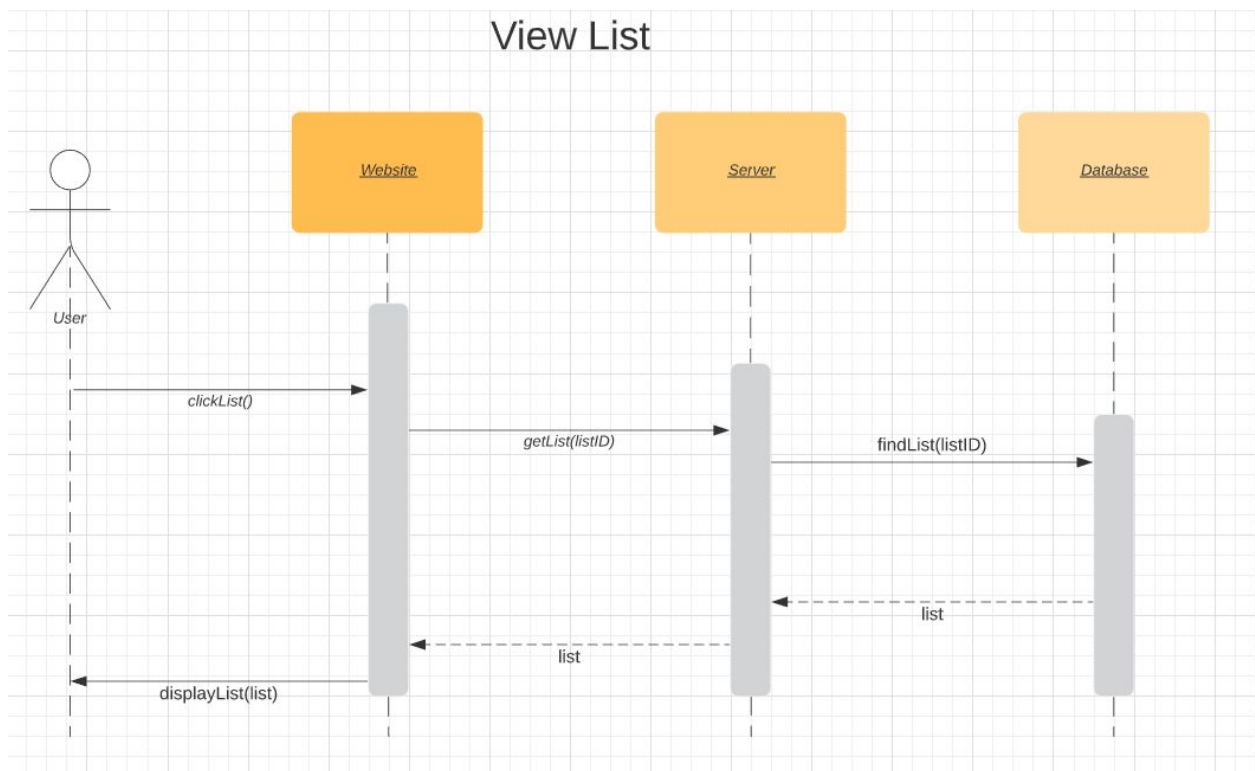 View List
Website
Server
Database
User
clickList()
getList(listID)
findList(listID)
list
list
displayList(list)